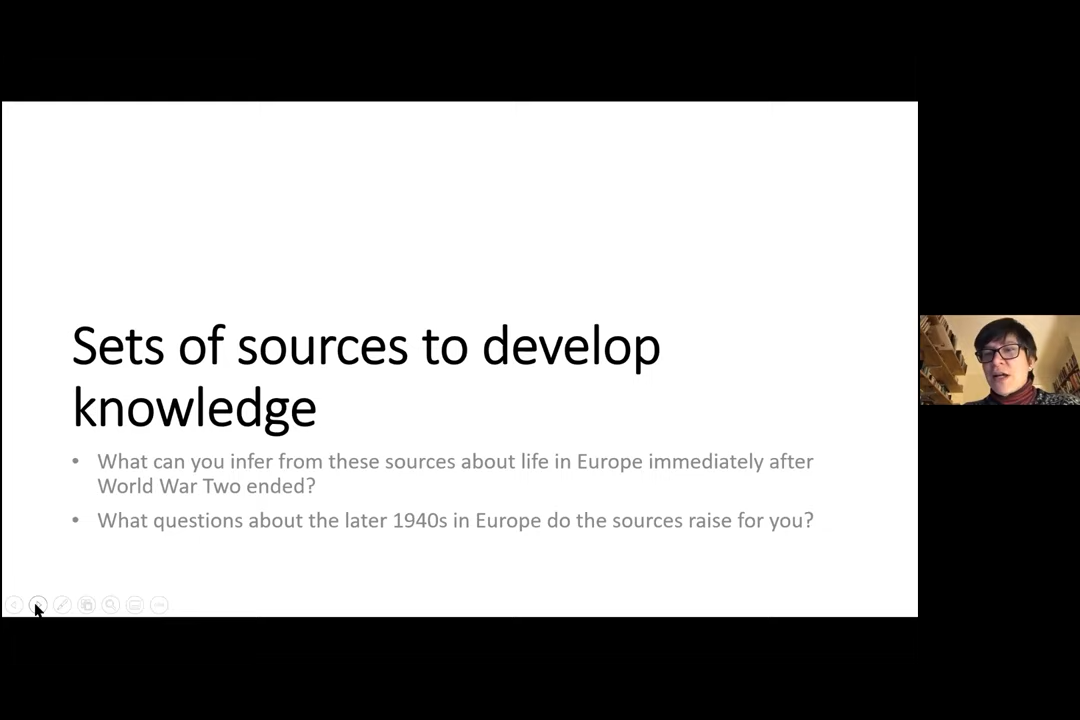 Sets of sources to develop
knowledge
• What can you infer from these sources about life in Europe immediately after
World War Two ended?
• What questions about the later 1940s in Europe do the sources raise for you?